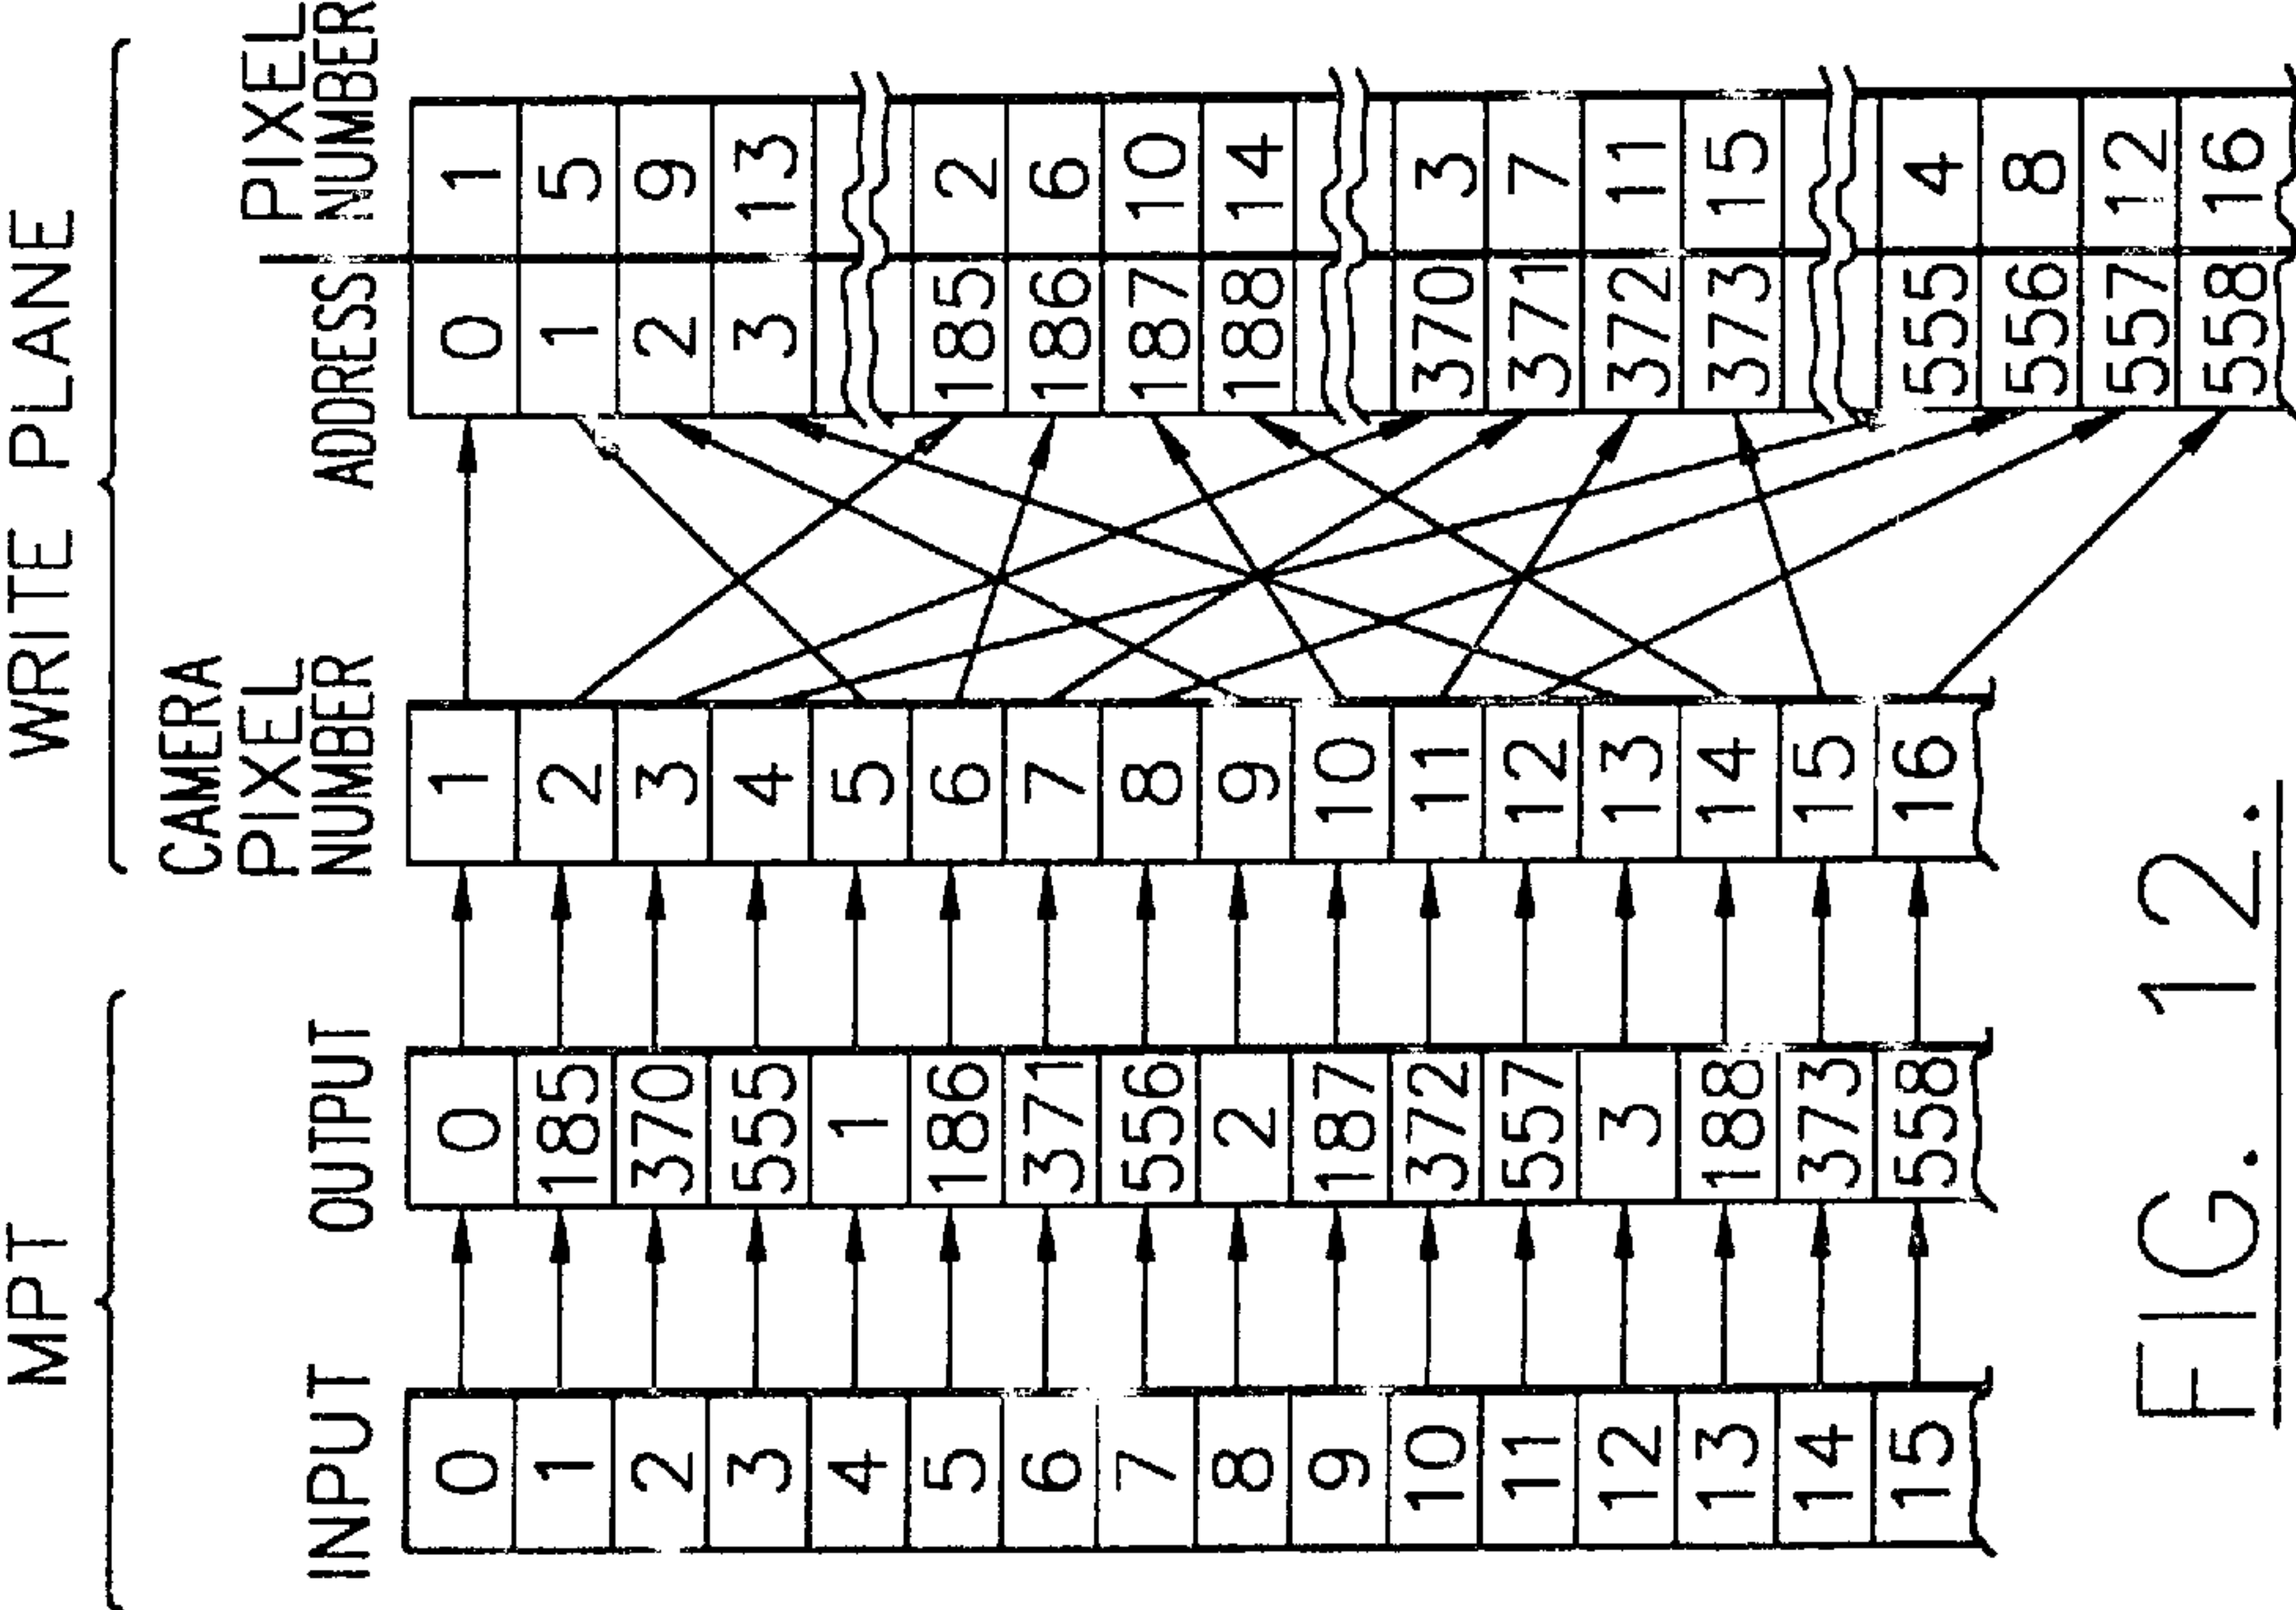 MPT
WRITE PLANE
INPUT
OUTPUT
CAMERA
PIXEL
NUMBER
ADDRESS
PIXEL
NUMBER
0 0 1 0 1
1 185 2 1 5
2 370 3 2 9
3 555 4 3 13
4 1 5
5 186 6 185 2
6 371 7 186 6
7 556 8 187 10
8 2 9 188 14
9 187 10
10 372 11 370 3
11 557 12 371 7
12 3 13 372 11
13 188 14 373 15
14 373 15
15 558 16 555 4
556 8
557 12
558 16
FIG. 12.